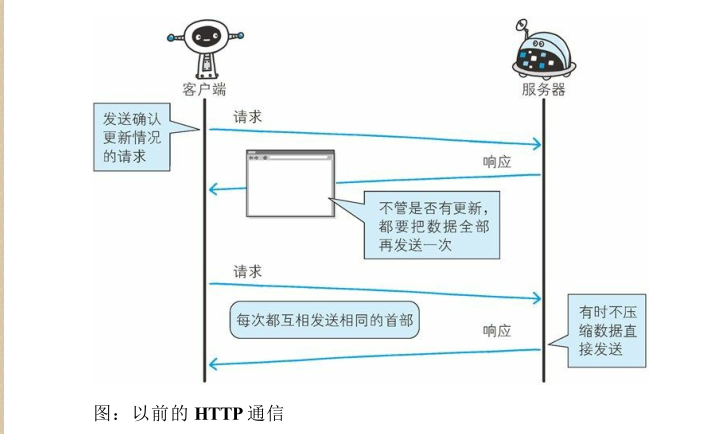 客户端
服务器
发送确认
更新情况
的请求
请求
响应
不管是否有更新，
都要把数据全部
再发送一次
请求
每次都互相发送相同的首部
响应
有时不压
缩数据直
接发送
图：以前的 HTTP 通信